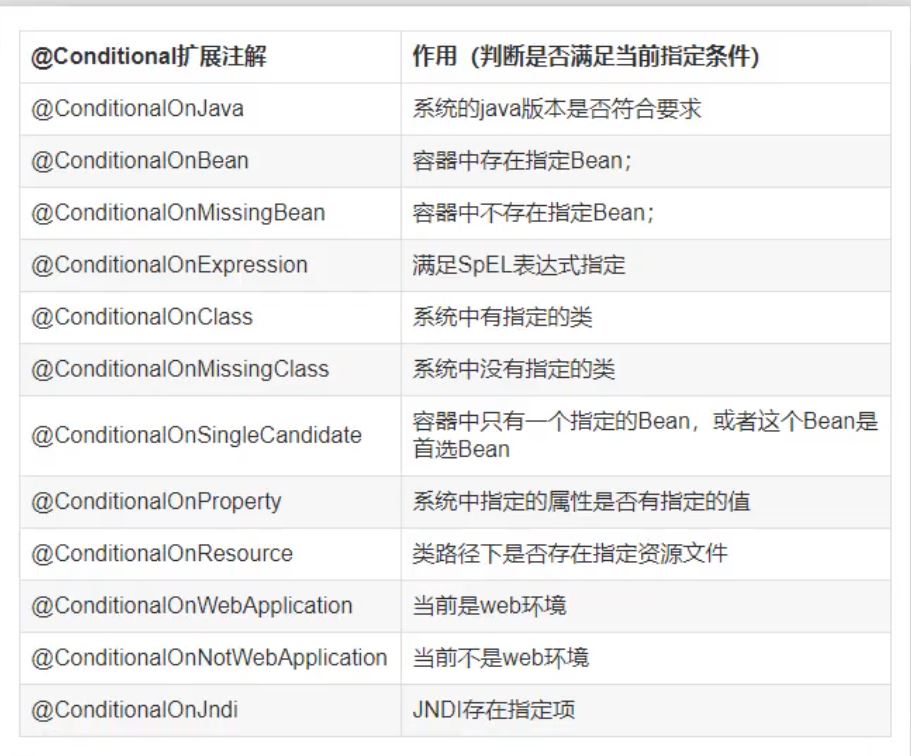 @Conditional扩展注解 作用（判断是否满足当前指定条件）
@ConditionalOnJava 系统的java版本是否符合要求
@ConditionalOnBean 容器中存在指定Bean；
@ConditionalOnMissingBean 容器中不存在指定Bean；
@ConditionalOnExpression 满足SpEL表达式指定
@ConditionalOnClass 系统中有指定的类
@ConditionalOnMissingClass 系统中没有指定的类
@ConditionalOnSingleCandidate 容器中只有一个指定的Bean，或者这个Bean是
首选Bean
@ConditionalOnProperty 系统中指定的属性是否有指定的值
@ConditionalOnResource 类路径下是否存在指定资源文件
@ConditionalOnWebApplication 当前是web环境
@ConditionalOnNotWebApplication 当前不是web环境
@ConditionalOnJndi JNDI存在指定项